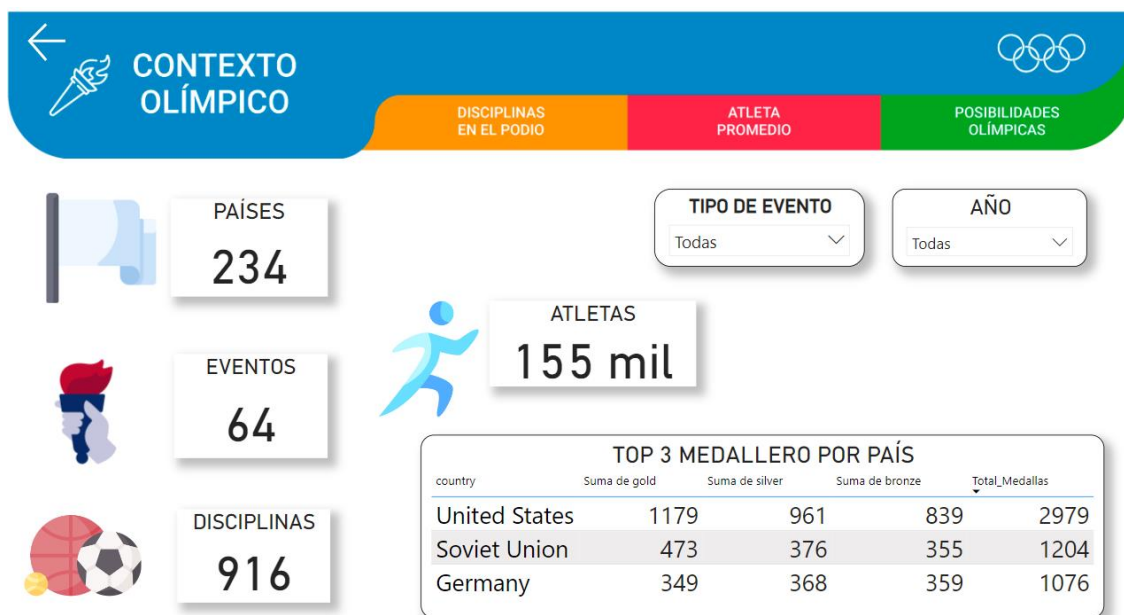 CONTEXTO
OLÍMPICO
DISCIPLINAS
EN EL PODIO
ATLETA
PROMEDIO
POSIBILIDADES
OLÍMPICAS
PAÍSES
234
TIPO DE EVENTO
Todas
AÑO
Todas
ATLETAS
155 mil
EVENTOS
64
DISCIPLINAS
916
TOP 3 MEDALLERO POR PAÍS
country Suma de gold Suma de silver Suma de bronze Total_Medallas
United States 1179 961 839 2979
Soviet Union 473 376 355 1204
Germany 349 368 359 1076